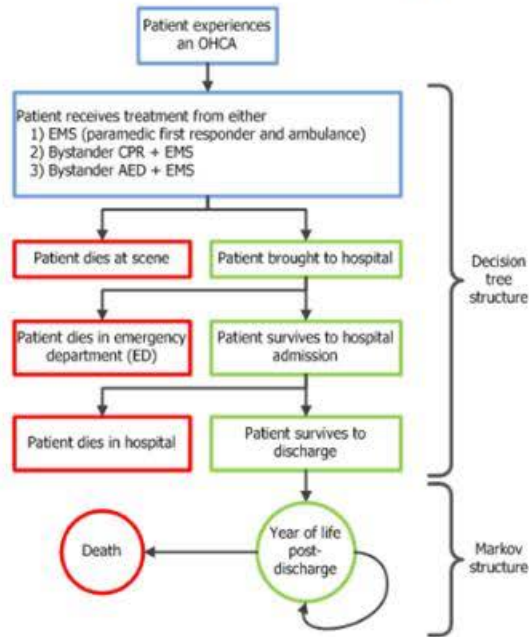 Patient experiences
an OHCA
Patient receives treatment from either
1) EMS (paramedic first responder and ambulance)
2) Bystander CPR + EMS
3) Bystander AED + EMS
Patient dies at scene
Patient brought to hospital
Decision
tree
structure
Patient dies in emergency
department (ED)
Patient survives to hospital
admission
Patient dies in hospital
Patient survives to
discharge
Death
Year of life
post-
discharge
Markov
structure